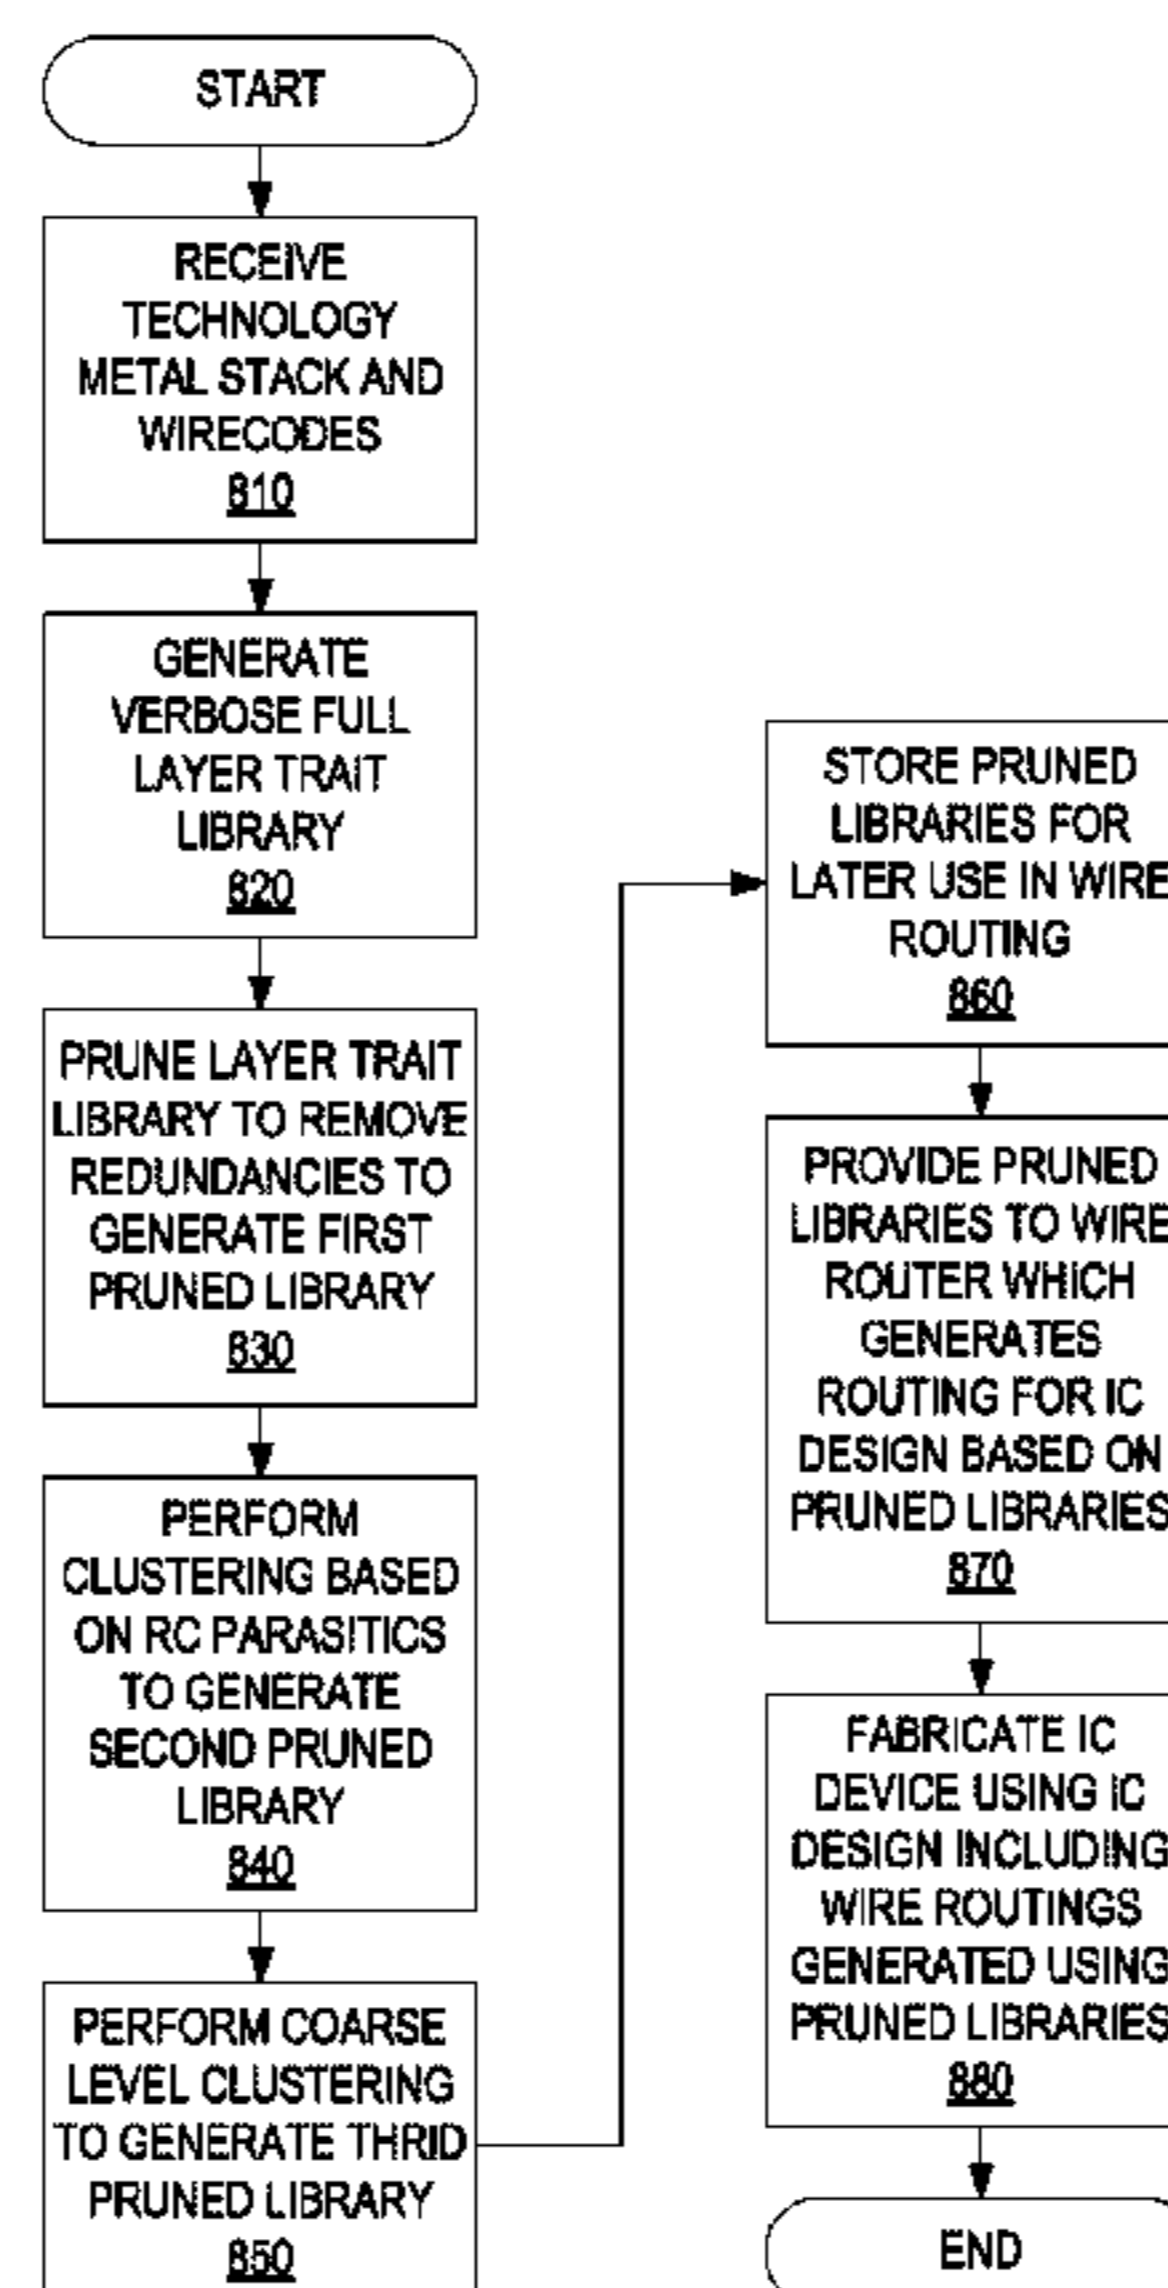 START
RECEIVE
TECHNOLOGY
METAL STACK AND
WIRECODES
810
GENERATE
VERBOSE FULL
LAYER TRAIT
LIBRARY
820
PRUNE LAYER TRAIT
LIBRARY TO REMOVE
REDUNDANCIES TO
GENERATE FIRST
PRUNED LIBRARY
830
PERFORM
CLUSTERING BASED
ON RC PARASITICS
TO GENERATE
SECOND PRUNED
LIBRARY
840
PERFORM COARSE
LEVEL CLUSTERING
TO GENERATE THRID
PRUNED LIBRARY
850
STORE PRUNED
LIBRARIES FOR
LATER USE IN WIRE
ROUTING
860
PROVIDE PRUNED
LIBRARIES TO WIRE
ROUTER WHICH
GENERATES
ROUTING FOR IC
DESIGN BASED ON
PRUNED LIBRARIES
870
FABRICATE IC
DEVICE USING IC
DESIGN INCLUDING
WIRE ROUTINGS
GENERATED USING
PRUNED LIBRARIES
880
END